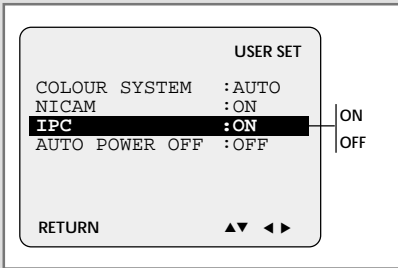 USER SET
COLOUR SYSTEM :AUTO
NICAM :ON
IPC :ON
AUTO POWER OFF :OFF
ON
OFF
RETURN ▲▼ ◄►